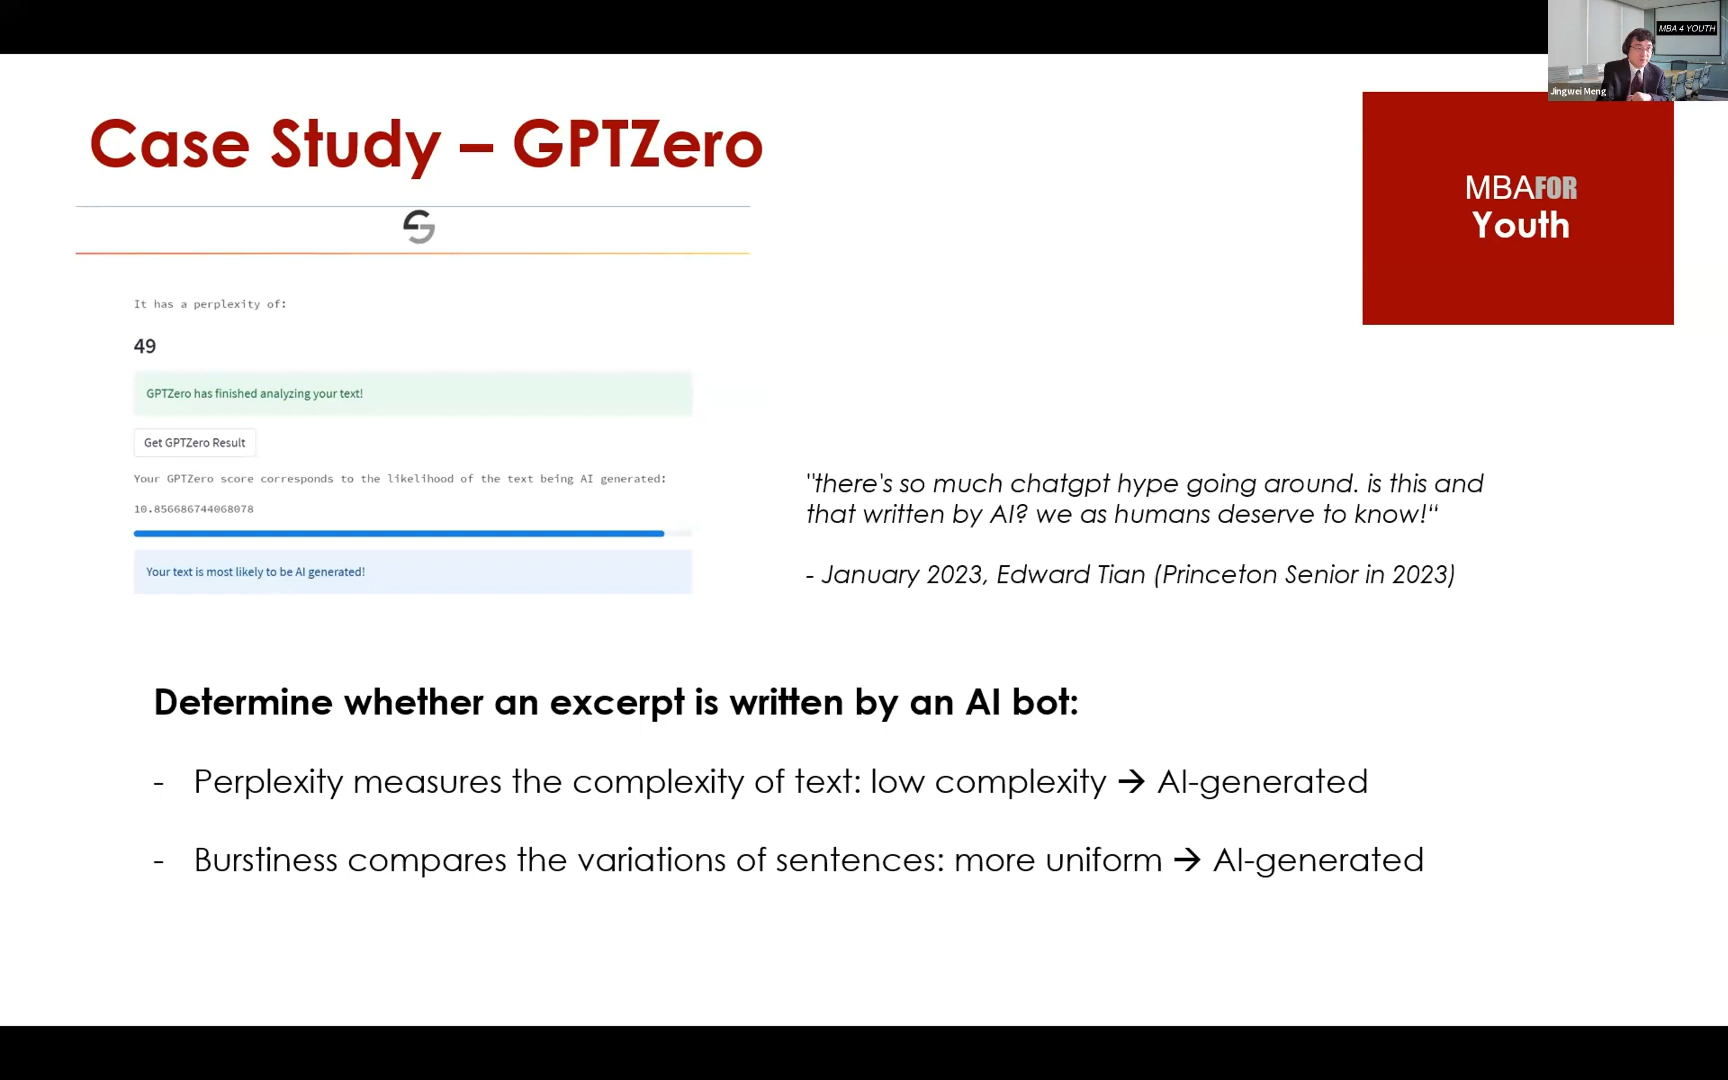 MBA 4 YOUTH
Jingwei Meng
Case Study – GPTZero
MBAFOR
Youth
It has a perplexity of:
49
GPTZero has finished analyzing your text!
Get GPTZero Result
Your GPTZero score corresponds to the likelihood of the text being AI generated:
10.856686744068078
Your text is most likely to be AI generated!
"there's so much chatgpt hype going around. is this and
that written by AI? we as humans deserve to know!“
- January 2023, Edward Tian (Princeton Senior in 2023)
Determine whether an excerpt is written by an AI bot:
- Perplexity measures the complexity of text: low complexity → AI-generated
- Burstiness compares the variations of sentences: more uniform → AI-generated